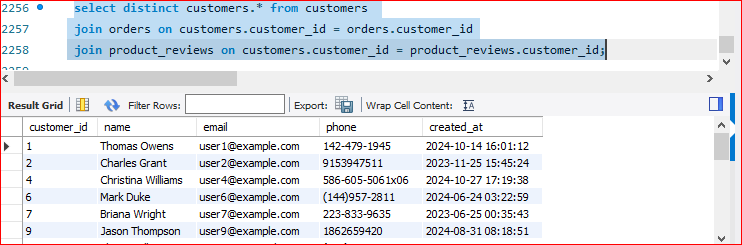 2256 select distinct customers.* from customers
2257 join orders on customers.customer_id = orders.customer_id
2258 join product_reviews on customers.customer_id = product_reviews.customer_id;
Result Grid Filter Rows: Export: Wrap Cell Content: IA
customer_id name email phone created_at
1 Thomas Owens user1@example.com 142-479-1945 2024-10-14 16:01:12
2 Charles Grant user2@example.com 9153947511 2023-11-25 15:45:24
4 Christina Williams user4@example.com 586-605-5061x06 2024-10-27 17:19:38
6 Mark Duke user6@example.com (144)957-2811 2024-06-24 03:22:59
7 Briana Wright user7@example.com 223-833-9635 2023-06-25 00:35:43
9 Jason Thompson user9@example.com 1862659420 2024-08-31 08:18:51